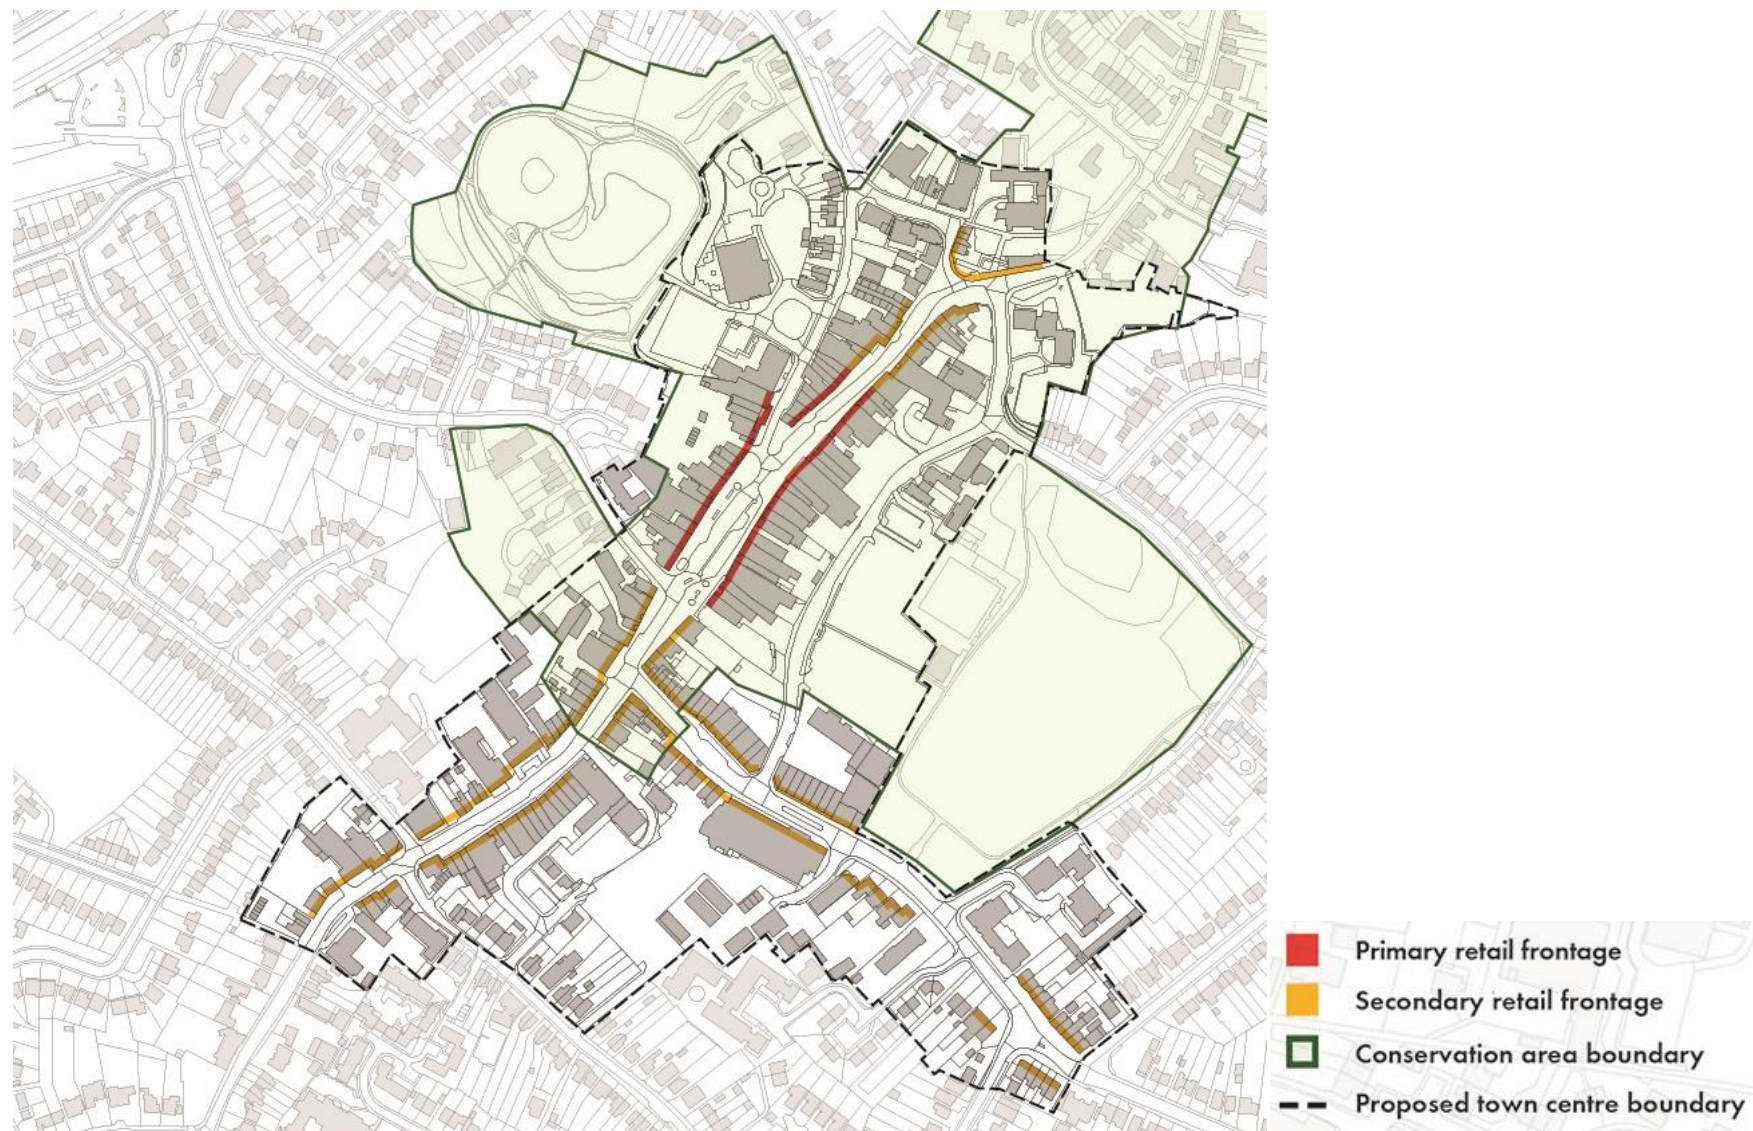 Primary retail frontage
Secondary retail frontage
Conservation area boundary
Proposed town centre boundary